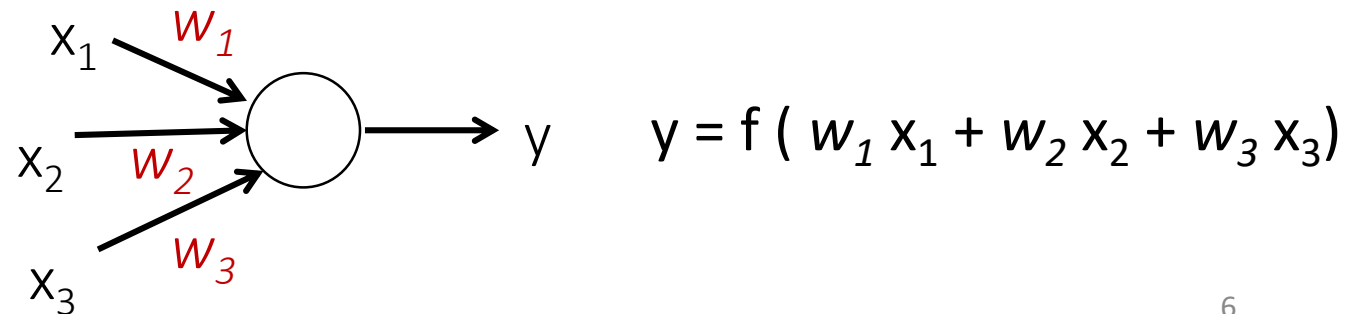 x₁ w₁
x₂ w₂ y y = f ( w₁ x₁ + w₂ x₂ + w₃ x₃)
x₃ w₃
6